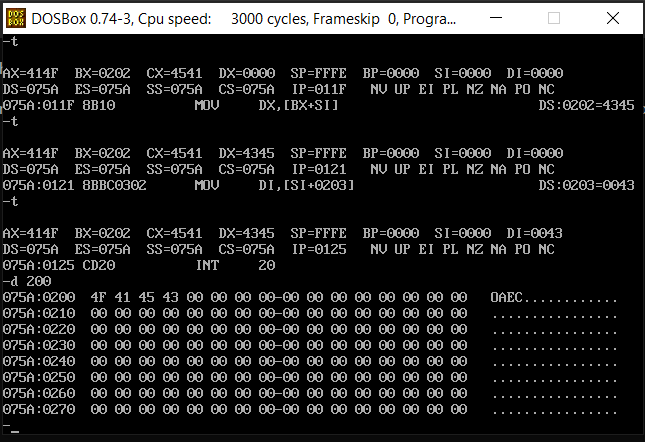 DOS BOX DOSBox 0.74-3, Cpu speed: 3000 cycles, Frameskip 0, Progra...
-t
AX=414F BX=0202 CX=4541 DX=0000 SP=FFFE BP=0000 SI=0000 DI=0000
DS=075A ES=075A SS=075A CS=075A IP=011F NV UP EI PL NZ NA PO NC
075A:011F 8B10 MOV DX,[BX+SI] DS:0202=4345
-t
AX=414F BX=0202 CX=4541 DX=4345 SP=FFFE BP=0000 SI=0000 DI=0000
DS=075A ES=075A SS=075A CS=075A IP=0121 NV UP EI PL NZ NA PO NC
075A:0121 8BBC0302 MOV DI,[SI+0203] DS:0203=0043
-t
AX=414F BX=0202 CX=4541 DX=4345 SP=FFFE BP=0000 SI=0000 DI=0043
DS=075A ES=075A SS=075A CS=075A IP=0125 NV UP EI PL NZ NA PO NC
075A:0125 CD20 INT 20
-d 200
075A:0200 4F 41 45 43 00 00 00 00-00 00 00 00 00 00 00 00 OAEC............
075A:0210 00 00 00 00 00 00 00 00-00 00 00 00 00 00 00 00 ................
075A:0220 00 00 00 00 00 00 00 00-00 00 00 00 00 00 00 00 ................
075A:0230 00 00 00 00 00 00 00 00-00 00 00 00 00 00 00 00 ................
075A:0240 00 00 00 00 00 00 00 00-00 00 00 00 00 00 00 00 ................
075A:0250 00 00 00 00 00 00 00 00-00 00 00 00 00 00 00 00 ................
075A:0260 00 00 00 00 00 00 00 00-00 00 00 00 00 00 00 00 ................
075A:0270 00 00 00 00 00 00 00 00-00 00 00 00 00 00 00 00 ................
-_